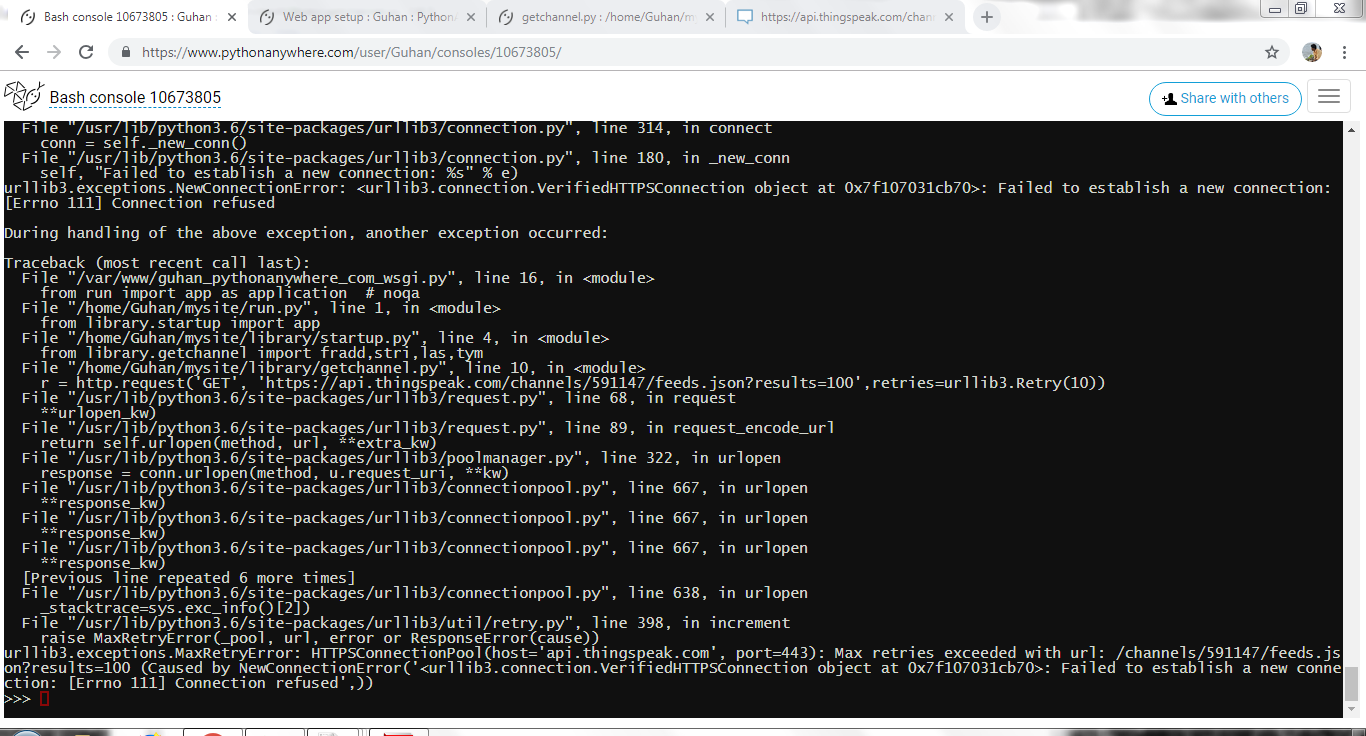 Bash console 10673805 : Guhan :
Web app setup : Guhan : Python
getchannel.py : /home/Guhan/m
https://api.thingspeak.com/chan
https://www.pythonanywhere.com/user/Guhan/consoles/10673805/
Bash console 10673805
Share with others
File "/usr/lib/python3.6/site-packages/urllib3/connection.py", line 314, in connect
conn = self._new_conn()
File "/usr/lib/python3.6/site-packages/urllib3/connection.py", line 180, in _new_conn
self, "Failed to establish a new connection: %s" % e)
urllib3.exceptions.NewConnectionError: <urllib3.connection.VerifiedHTTPSConnection object at 0x7f107031cb70>: Failed to establish a new connection:
[Errno 111] Connection refused
During handling of the above exception, another exception occurred:
Traceback (most recent call last):
File "/var/www/guhan_pythonanywhere_com_wsgi.py", line 16, in <module>
from run import app as application  # noqa
File "/home/Guhan/mysite/run.py", line 1, in <module>
from library.startup import app
File "/home/Guhan/mysite/library/startup.py", line 4, in <module>
from library.getchannel import fradd,stri,las,tym
File "/home/Guhan/mysite/library/getchannel.py", line 10, in <module>
r = http.request('GET', 'https://api.thingspeak.com/channels/591147/feeds.json?results=100',retries=urllib3.Retry(10))
File "/usr/lib/python3.6/site-packages/urllib3/request.py", line 68, in request
**urlopen_kw)
File "/usr/lib/python3.6/site-packages/urllib3/request.py", line 89, in request_encode_url
return self.urlopen(method, url, **extra_kw)
File "/usr/lib/python3.6/site-packages/urllib3/poolmanager.py", line 322, in urlopen
response = conn.urlopen(method, u.request_uri, **kw)
File "/usr/lib/python3.6/site-packages/urllib3/connectionpool.py", line 667, in urlopen
**response_kw)
File "/usr/lib/python3.6/site-packages/urllib3/connectionpool.py", line 667, in urlopen
**response_kw)
File "/usr/lib/python3.6/site-packages/urllib3/connectionpool.py", line 667, in urlopen
**response_kw)
[Previous line repeated 6 more times]
File "/usr/lib/python3.6/site-packages/urllib3/connectionpool.py", line 638, in urlopen
_stacktrace=sys.exc_info()[2])
File "/usr/lib/python3.6/site-packages/urllib3/util/retry.py", line 398, in increment
raise MaxRetryError(_pool, url, error or ResponseError(cause))
urllib3.exceptions.MaxRetryError: HTTPSConnectionPool(host='api.thingspeak.com', port=443): Max retries exceeded with url: /channels/591147/feeds.js
on?results=100 (Caused by NewConnectionError('<urllib3.connection.VerifiedHTTPSConnection object at 0x7f107031cb70>: Failed to establish a new conne
ction: [Errno 111] Connection refused',))
>>>